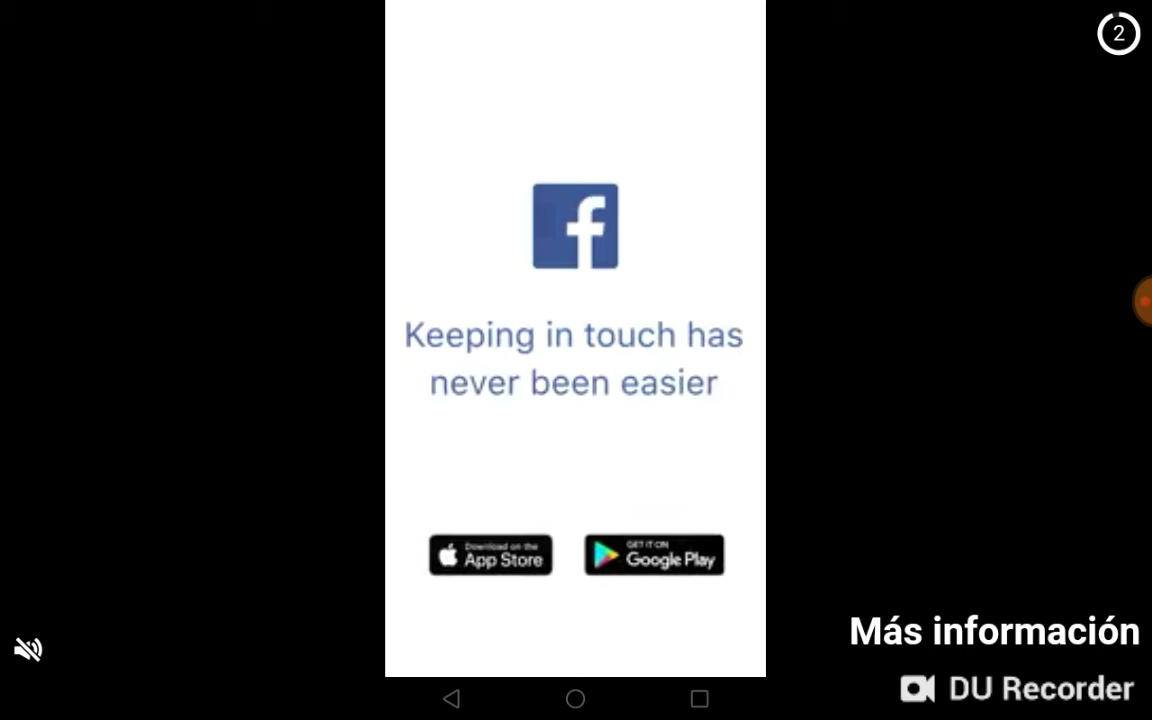 2
Keeping in touch has
never been easier
Download on the
App Store
GET IT ON
Google Play
Más información
DU Recorder